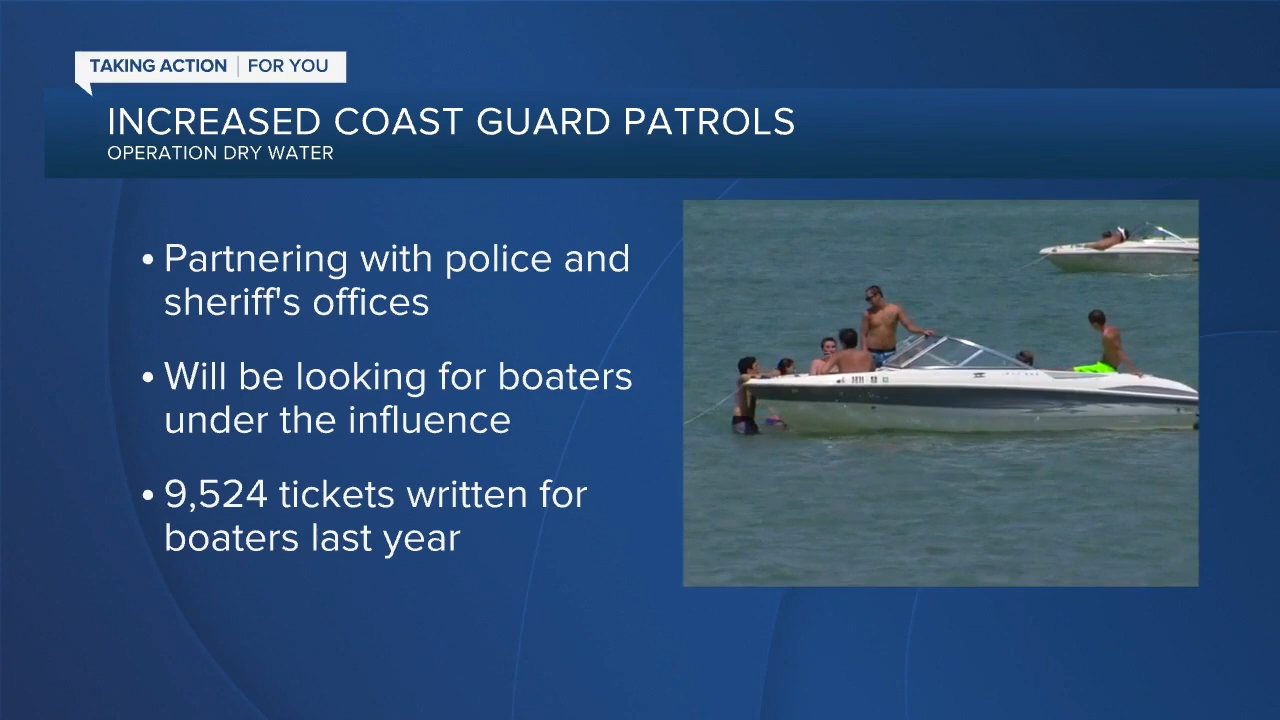 TAKING ACTION | FOR YOU
INCREASED COAST GUARD PATROLS
OPERATION DRY WATER
• Partnering with police and
sheriff's offices
• Will be looking for boaters
under the influence
• 9,524 tickets written for
boaters last year